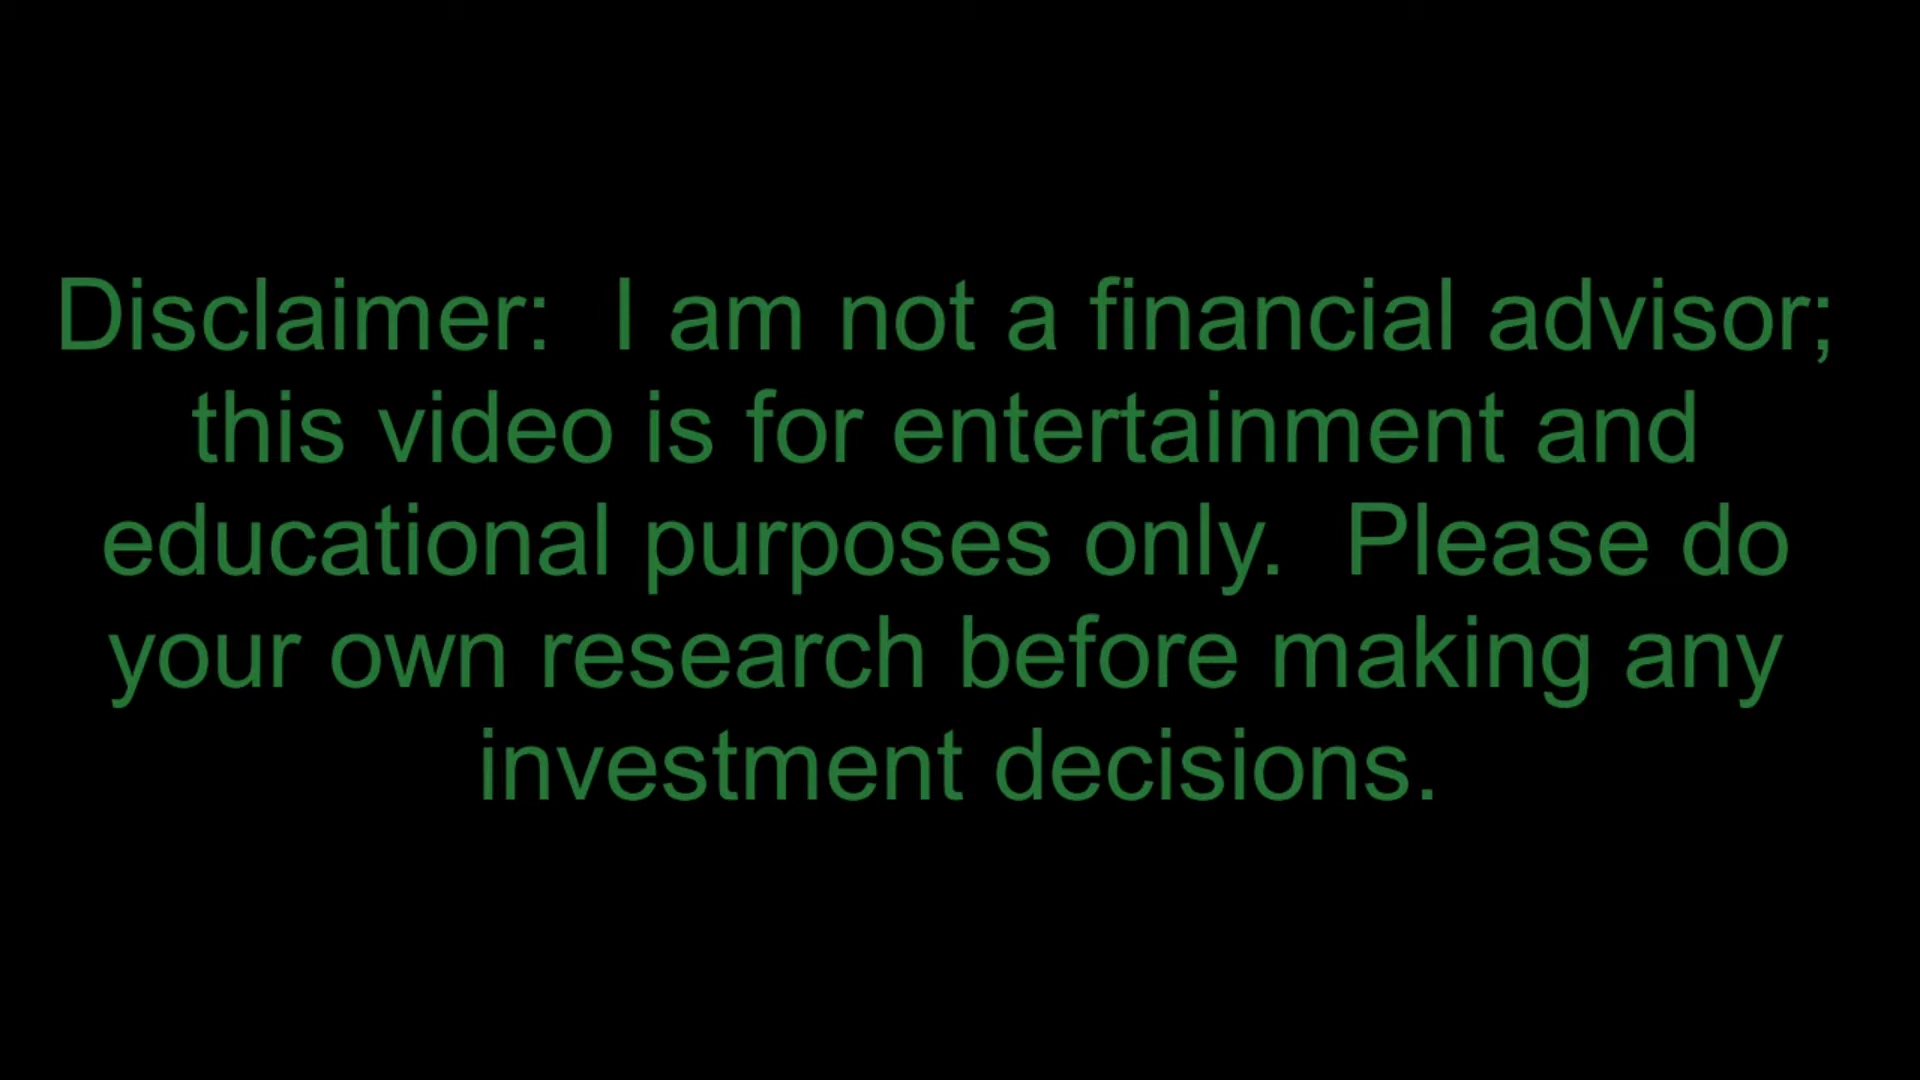 Disclaimer:  I am not a financial advisor;
this video is for entertainment and
educational purposes only.  Please do
your own research before making any
investment decisions.